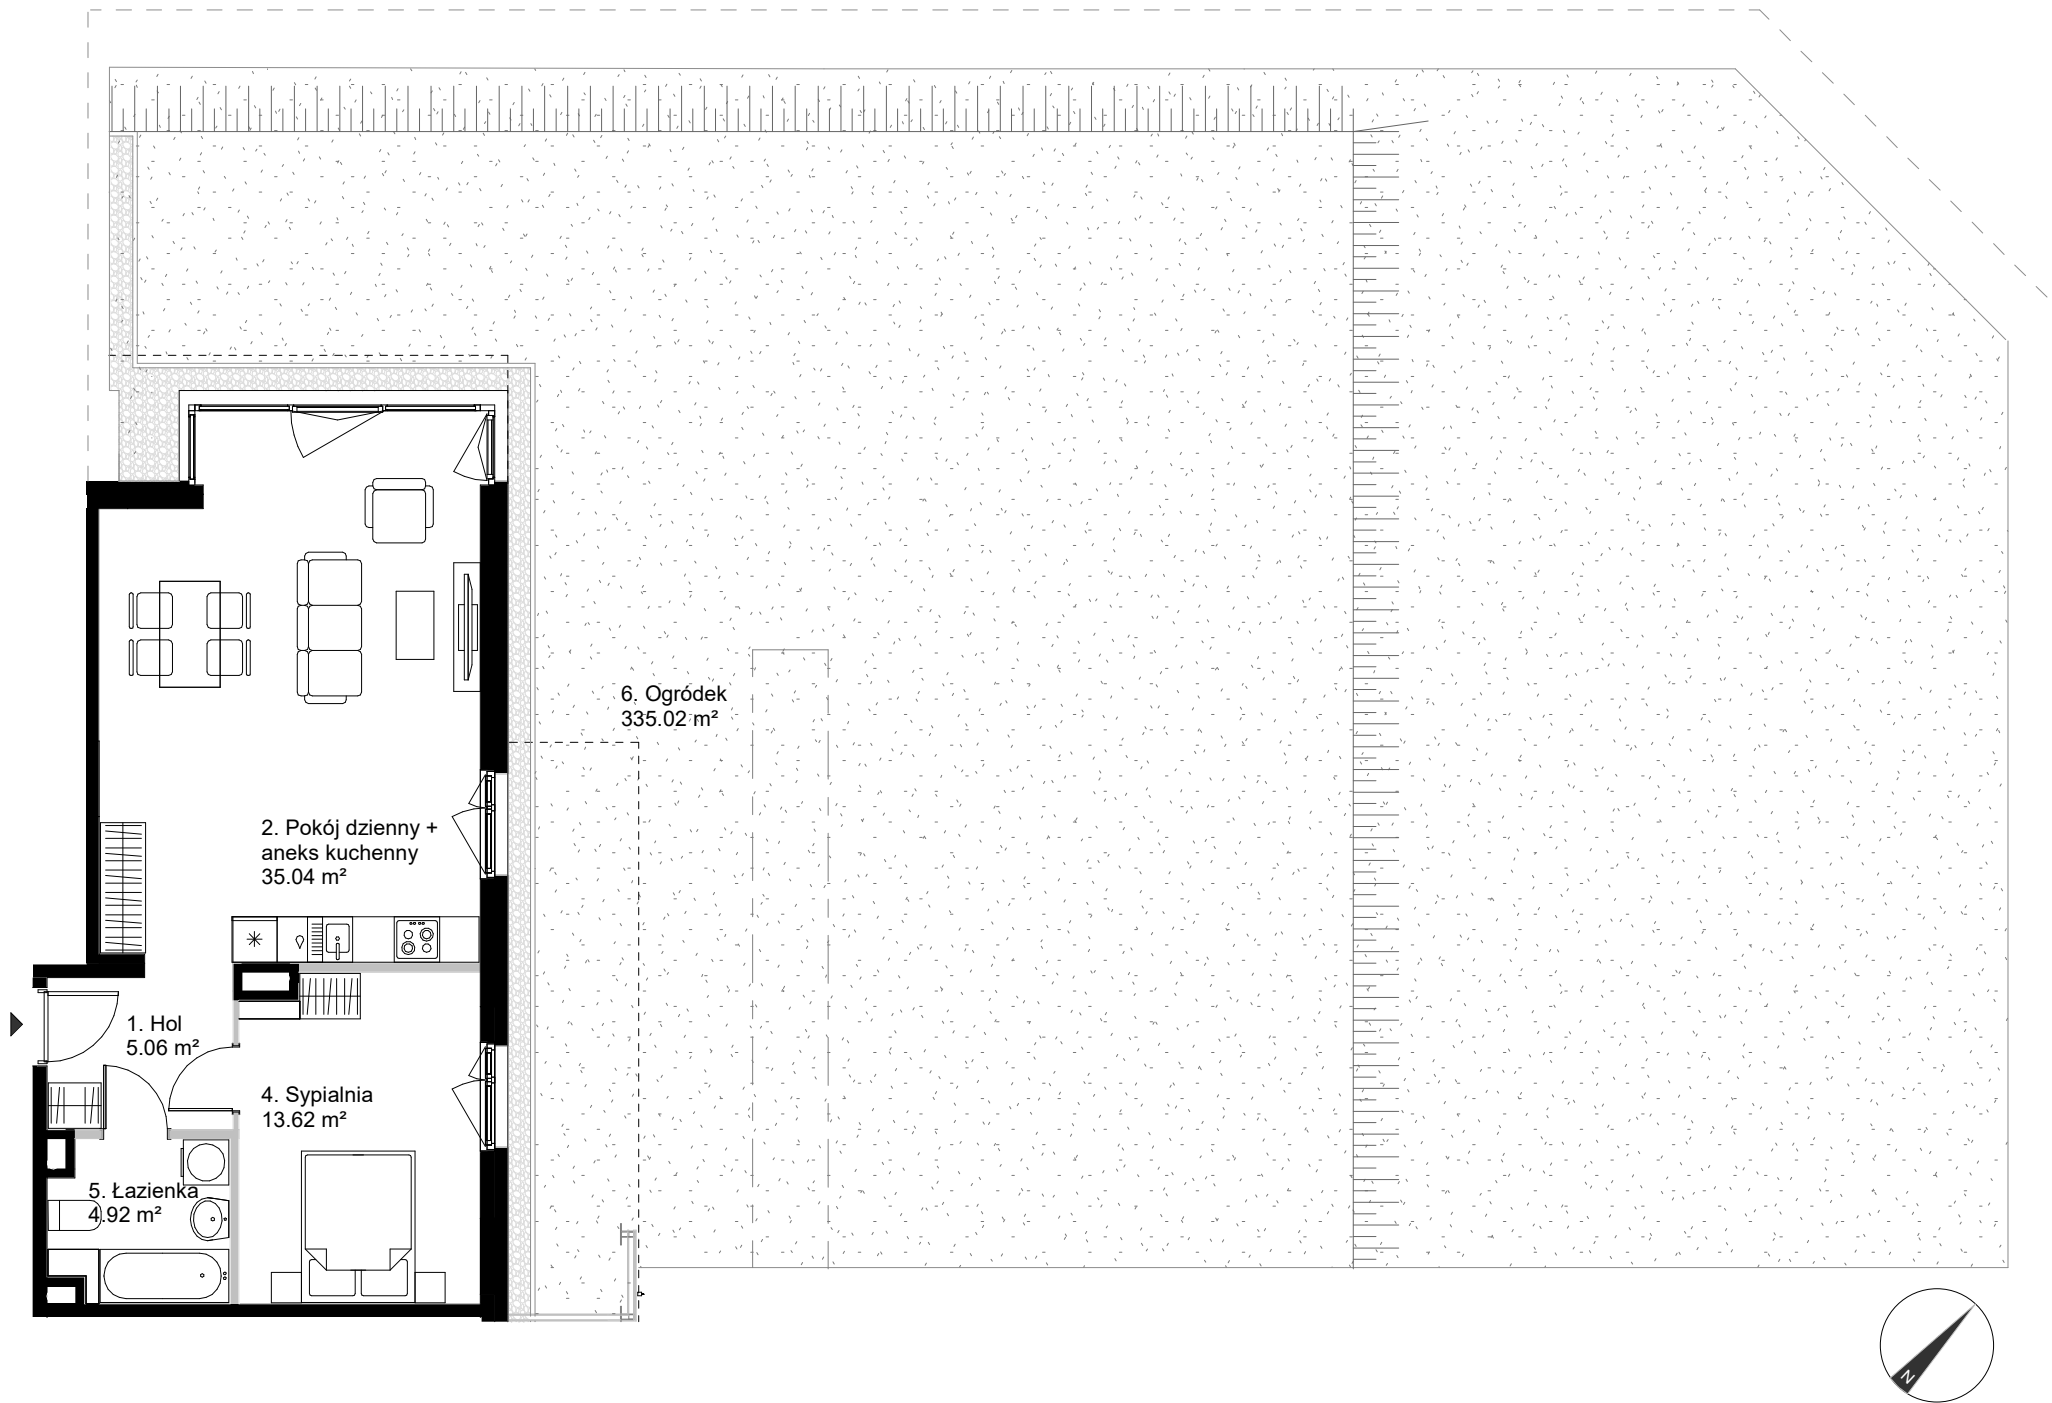 6. Ogródek
335.02 m²
2. Pokój dzienny +
aneks kuchenny
35.04 m²
1. Hol
5.06 m²
4. Sypialnia
13.62 m²
5. Łazienka
4.92 m²
N